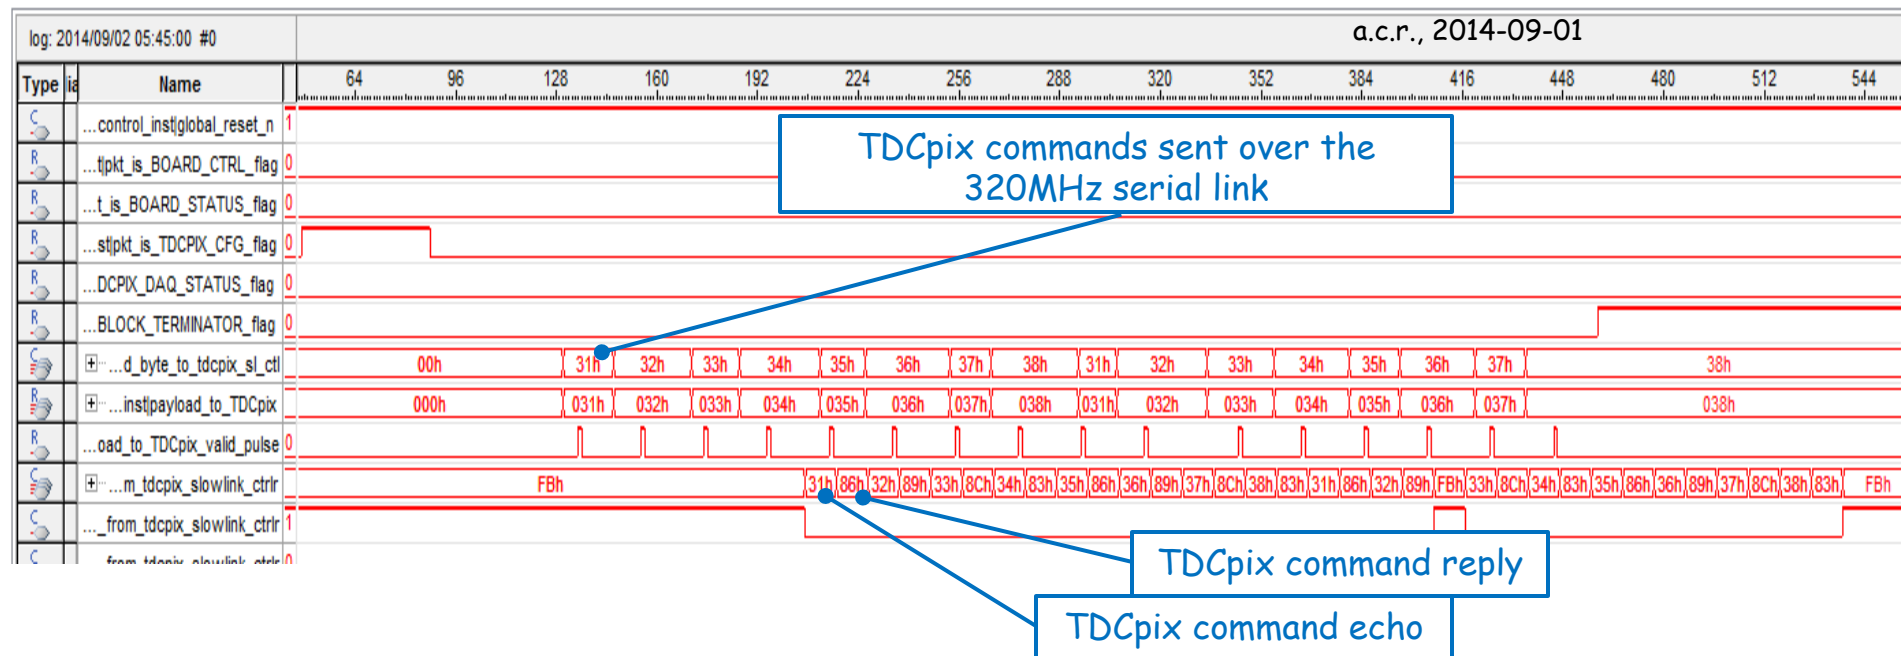 log: 2014/09/02 05:45:00 #0
a.c.r., 2014-09-01
Type Name 64 96 128 160 192 224 256 288 320 352 384 416 448 480 512 544
...control_inst|global_reset_n 1
...t|pkt_is_BOARD_CTRL_flag 0
...t_is_BOARD_STATUS_flag 0
...st|pkt_is_TDCPIX_CFG_flag 0
...DCPIX_DAQ_STATUS_flag 0
...BLOCK_TERMINATOR_flag 0
...d_byte_to_tdcpix_sl_ctl 00h 31h 32h 33h 34h 35h 36h 37h 38h 31h 32h 33h 34h 35h 36h 37h 38h
...inst|payload_to_TDCpix 000h 031h 032h 033h 034h 035h 036h 037h 038h 031h 032h 033h 034h 035h 036h 037h 038h
...oad_to_TDCpix_valid_pulse 0
...m_tdcpix_slowlink_ctrlr FBh 31h 86h 32h 89h 33h 8Ch 34h 83h 35h 86h 36h 89h 37h 8Ch 38h 83h 31h 86h 32h 89h FBh 33h 8Ch 34h 83h 35h 86h 36h 89h 37h 8Ch 38h 83h FBh
..._from_tdcpix_slowlink_ctrlr 1
TDCpix commands sent over the
320MHz serial link
TDCpix command reply
TDCpix command echo